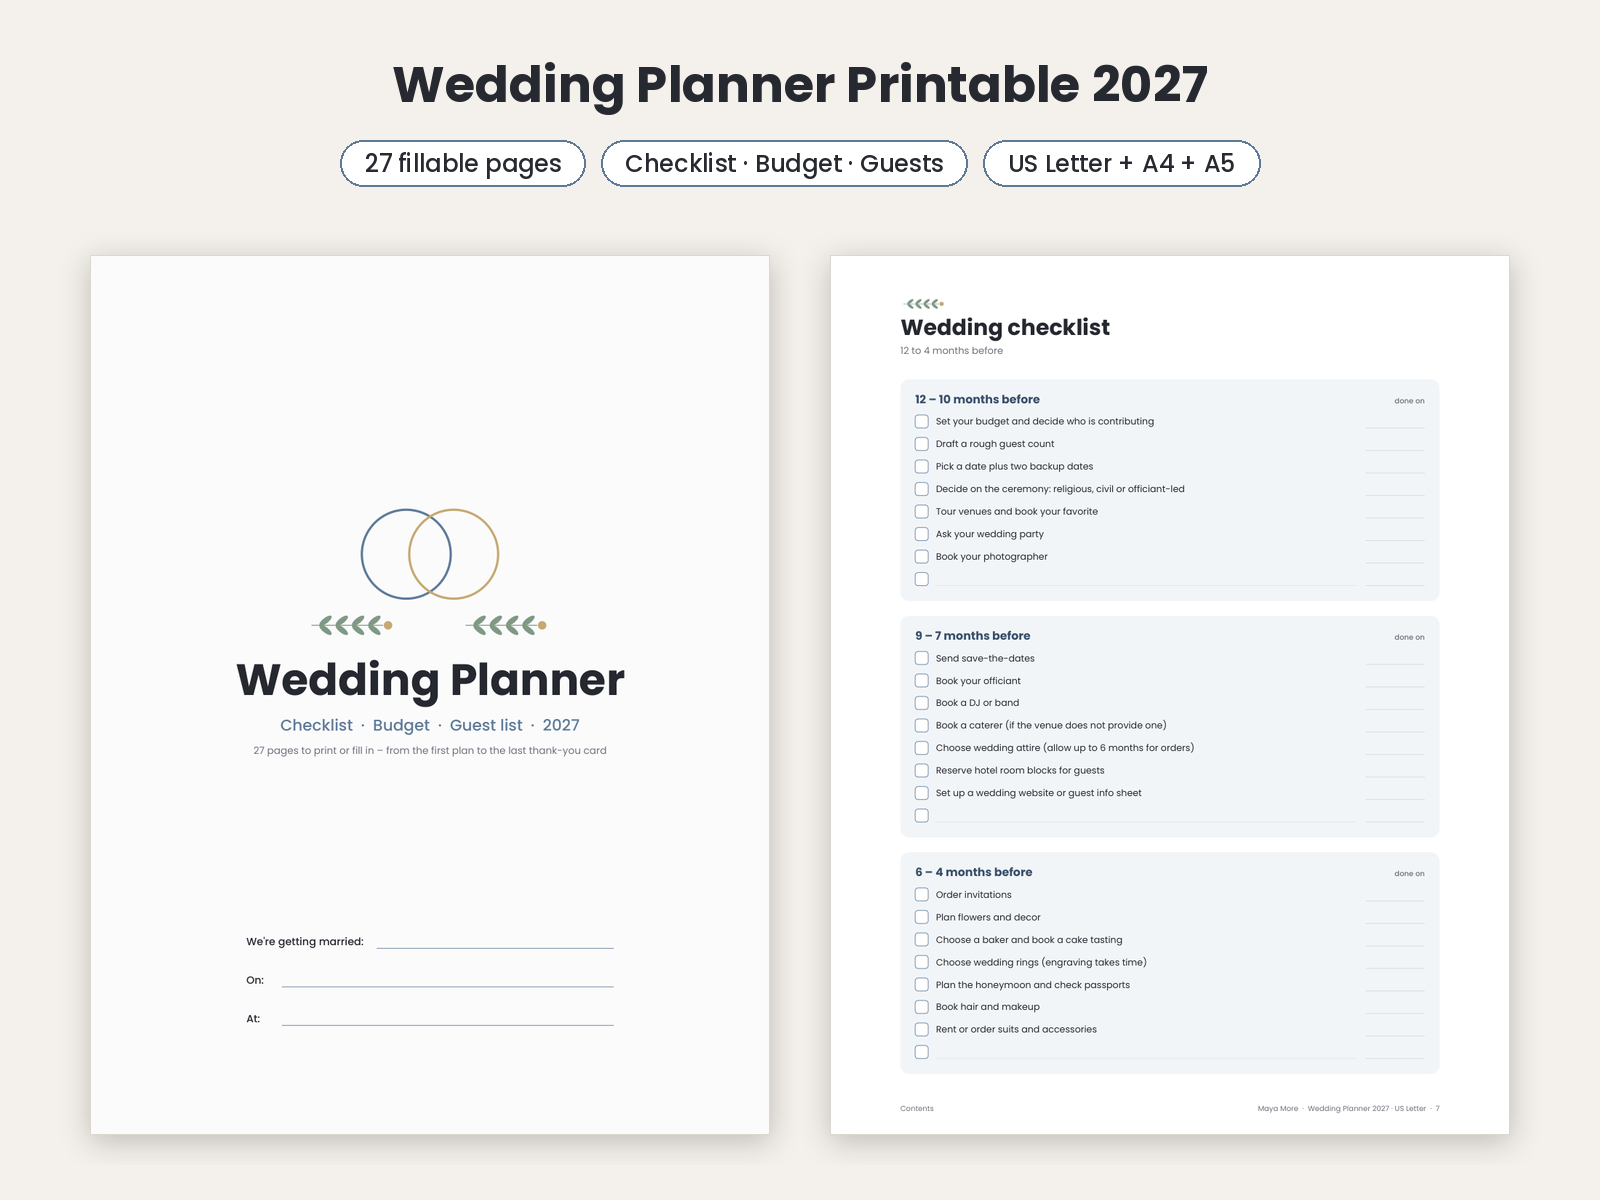 Wedding Planner Printable 2027
27 fillable pages
Checklist · Budget · Guests
US Letter + A4 + A5
Wedding Planner
Checklist · Budget · Guest list · 2027
27 pages to print or fill in – from the first plan to the last thank-you card
We're getting married:
On:
At:
Wedding checklist
12 to 4 months before
12 – 10 months before
done on
Set your budget and decide who is contributing
Draft a rough guest count
Pick a date plus two backup dates
Decide on the ceremony: religious, civil or officiant-led
Tour venues and book your favorite
Ask your wedding party
Book your photographer
9 – 7 months before
done on
Send save-the-dates
Book your officiant
Book a DJ or band
Book a caterer (if the venue does not provide one)
Choose wedding attire (allow up to 6 months for orders)
Reserve hotel room blocks for guests
Set up a wedding website or guest info sheet
6 – 4 months before
done on
Order invitations
Plan flowers and decor
Choose a baker and book a cake tasting
Choose wedding rings (engraving takes time)
Plan the honeymoon and check passports
Book hair and makeup
Rent or order suits and accessories
Contents
Maya More · Wedding Planner 2027 · US Letter · 7